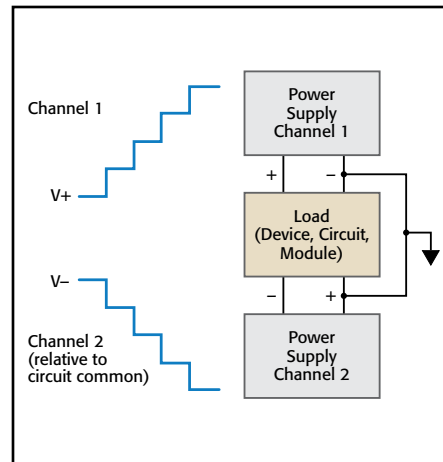 Channel 1
V+
V–
Channel 2
(relative to
circuit common)
Power
Supply
Channel 1
+ –
Load
(Device, Circuit,
Module)
– +
Power
Supply
Channel 2